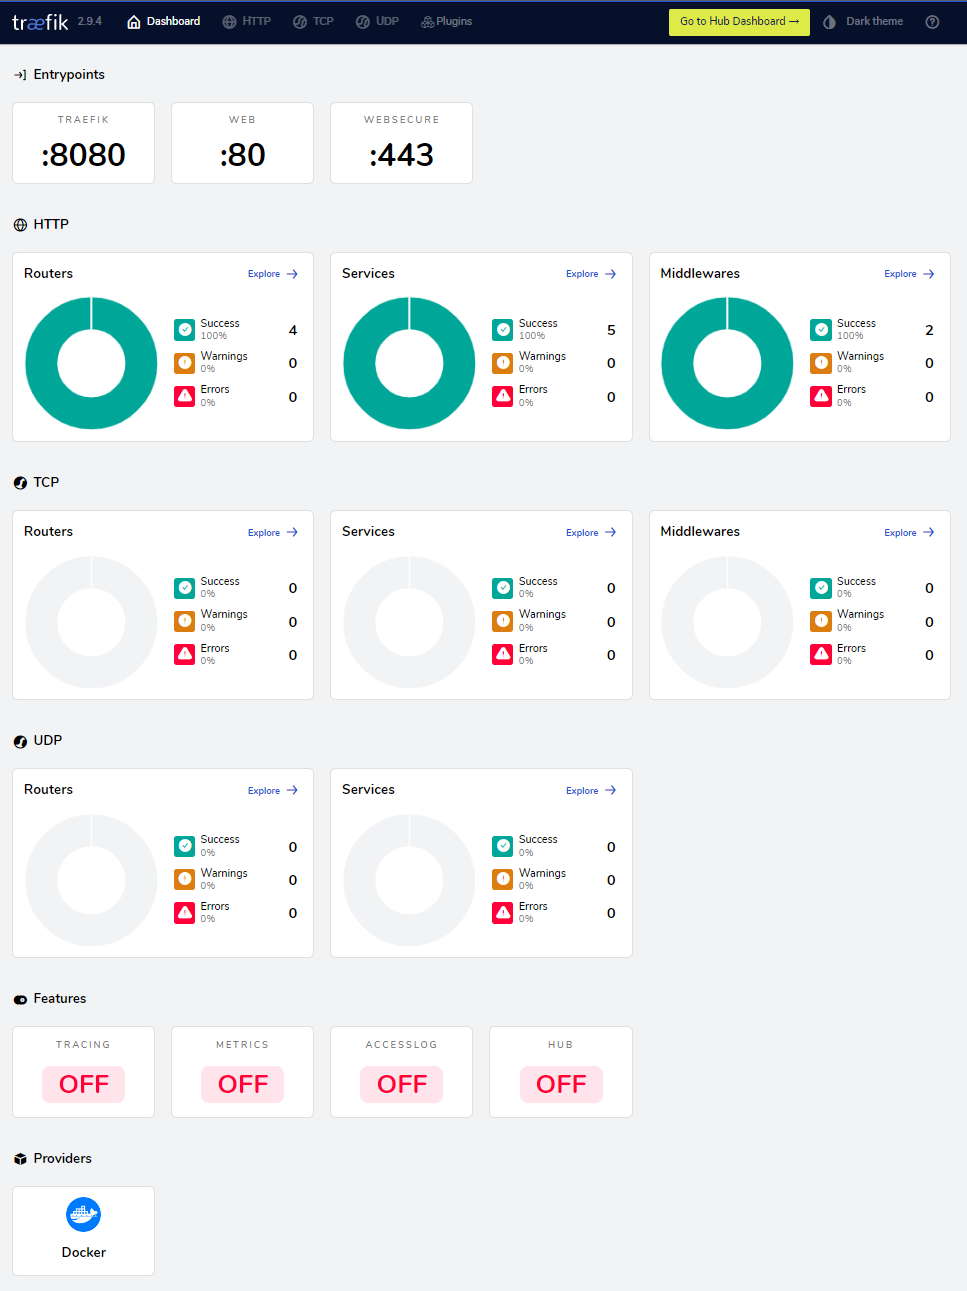 træfik 2.9.4 Dashboard HTTP TCP UDP Plugins Go to Hub Dashboard → Dark theme
Entrypoints
TRAEFIK WEB WEBSECURE
:8080 :80 :443
HTTP
Routers Explore → Services Explore → Middlewares Explore →
Success 4 Success 5 Success 2
100% 100% 100%
Warnings 0 Warnings 0 Warnings 0
0% 0% 0%
Errors 0 Errors 0 Errors 0
0% 0% 0%
TCP
Routers Explore → Services Explore → Middlewares Explore →
Success 0 Success 0 Success 0
0% 0% 0%
Warnings 0 Warnings 0 Warnings 0
0% 0% 0%
Errors 0 Errors 0 Errors 0
0% 0% 0%
UDP
Routers Explore → Services Explore →
Success 0 Success 0
0% 0%
Warnings 0 Warnings 0
0% 0%
Errors 0 Errors 0
0% 0%
Features
TRACING METRICS ACCESSLOG HUB
OFF OFF OFF OFF
Providers
Docker